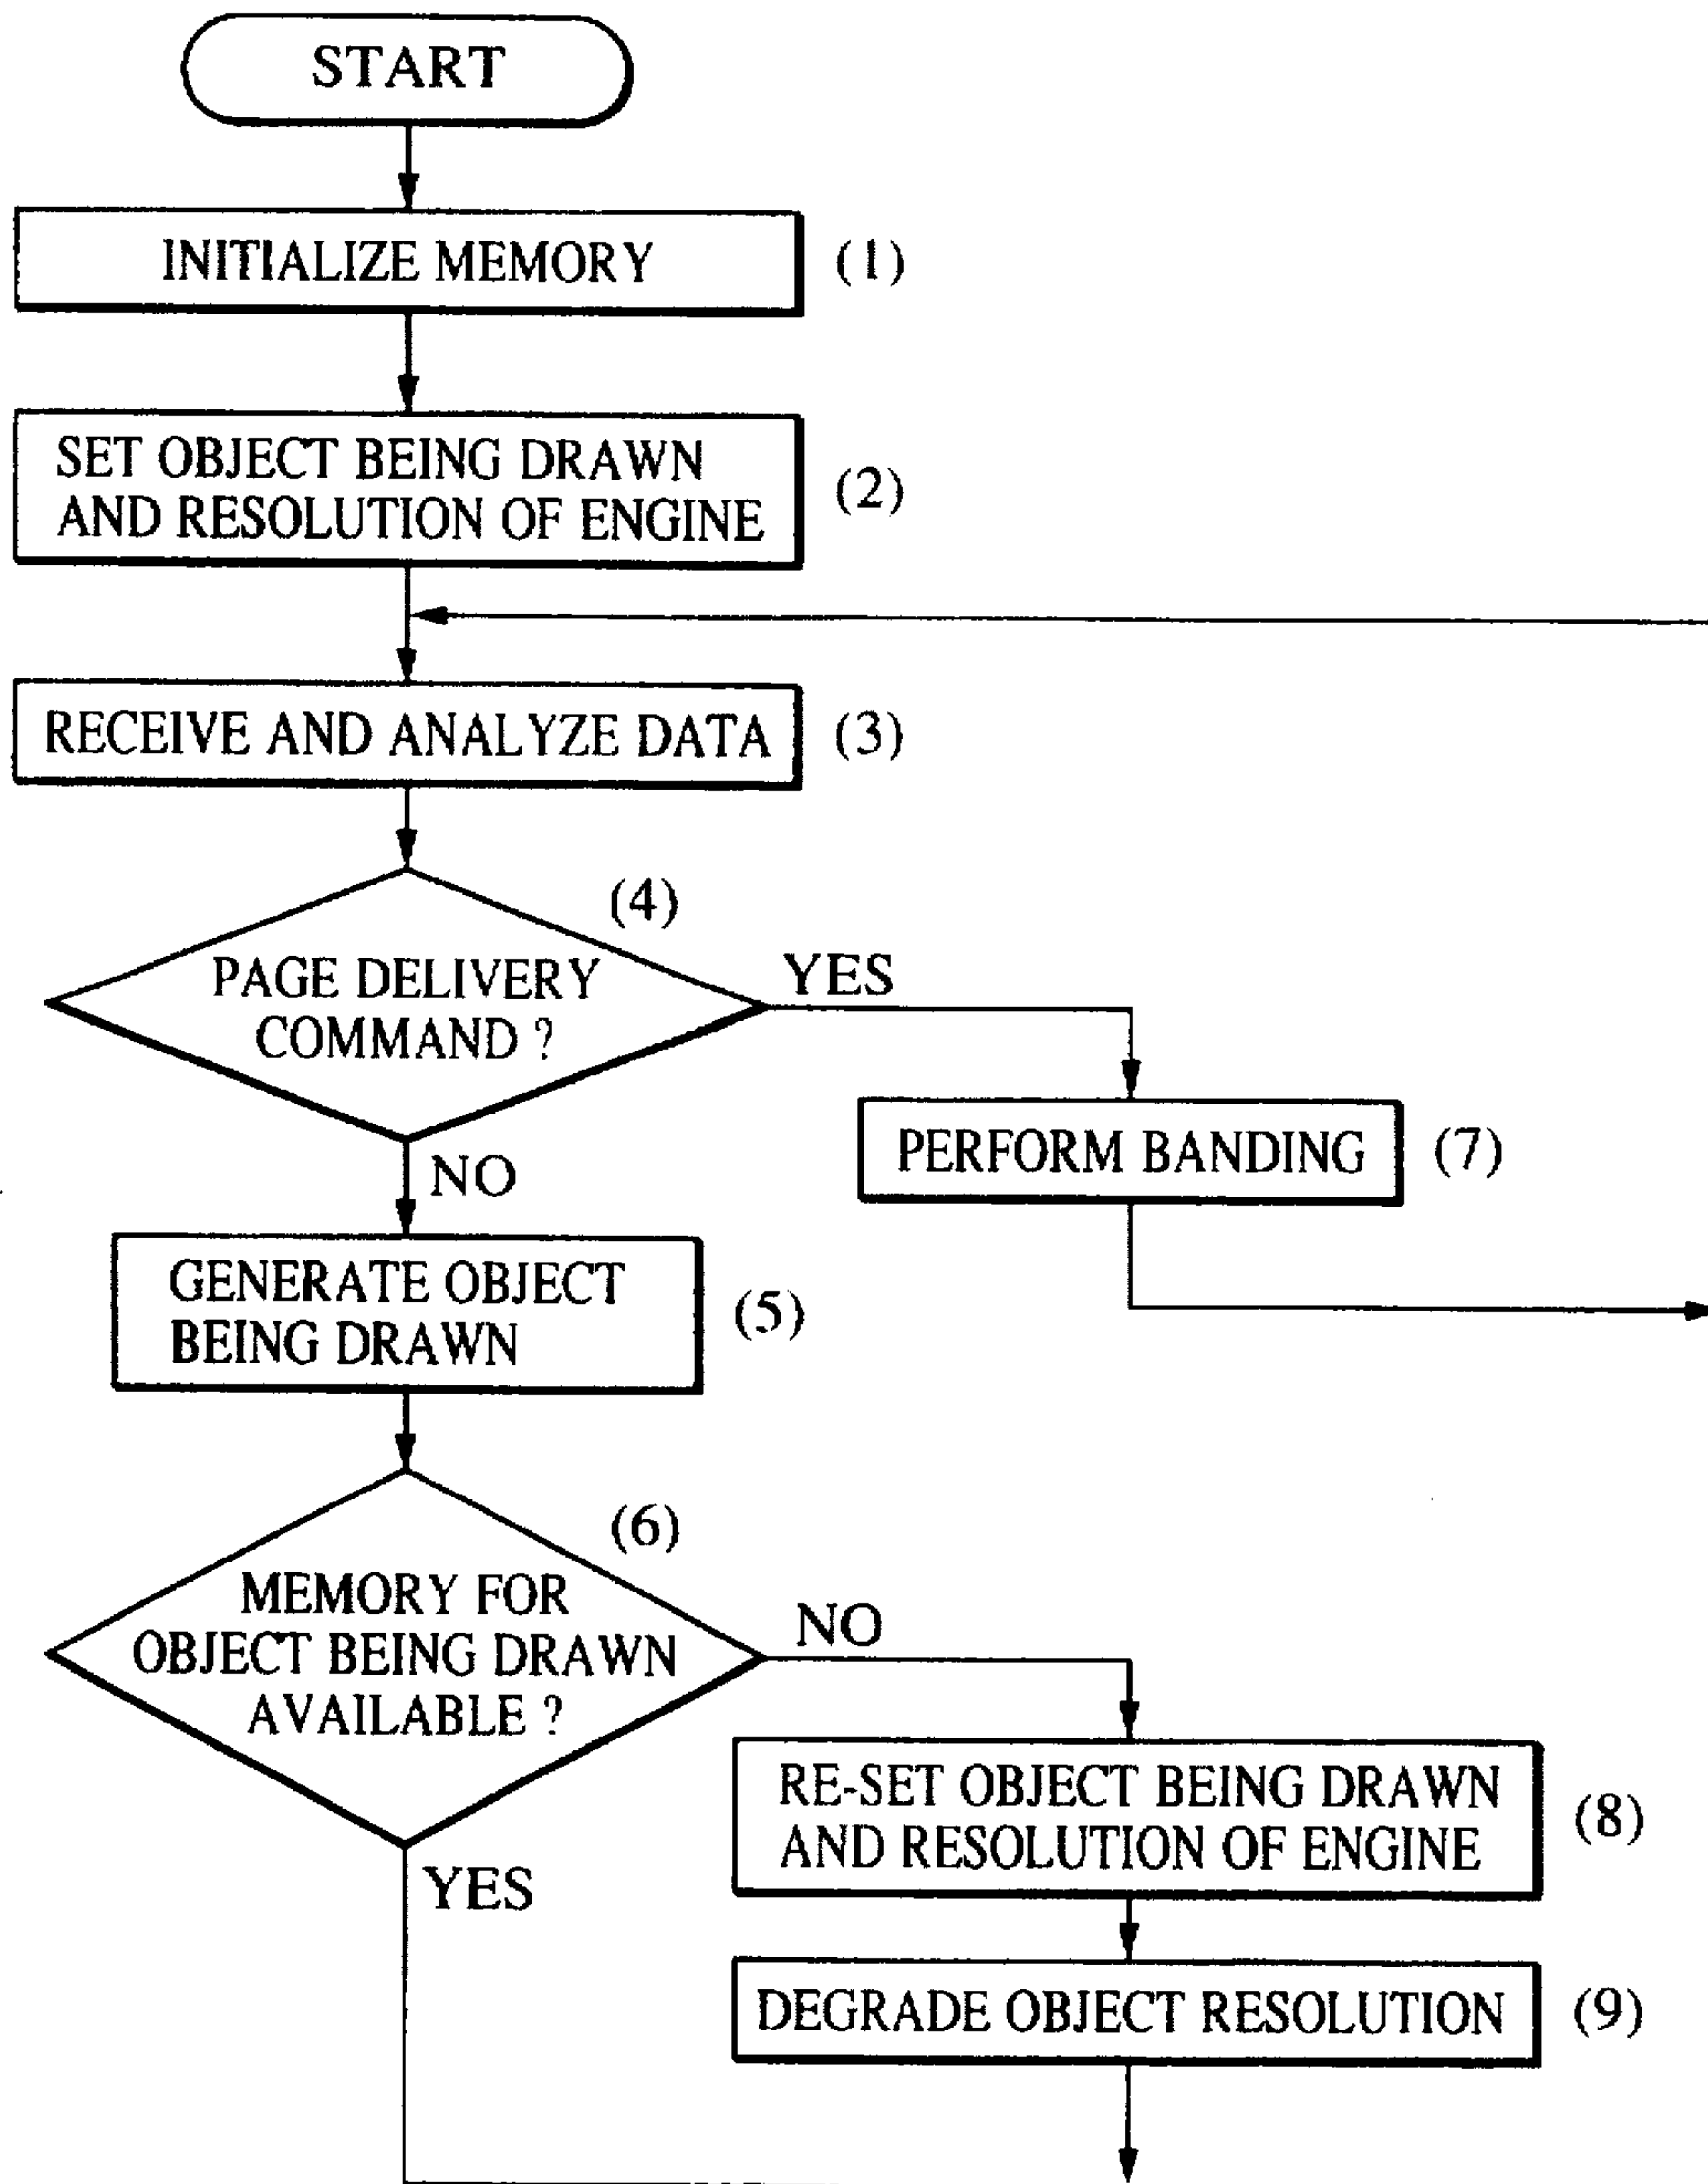 START
INITIALIZE MEMORY
(1)
SET OBJECT BEING DRAWN
AND RESOLUTION OF ENGINE
(2)
RECEIVE AND ANALYZE DATA
(3)
(4)
PAGE DELIVERY
COMMAND ?
YES
NO
PERFORM BANDING
(7)
GENERATE OBJECT
BEING DRAWN
(5)
(6)
MEMORY FOR
OBJECT BEING DRAWN
AVAILABLE ?
NO
YES
RE-SET OBJECT BEING DRAWN
AND RESOLUTION OF ENGINE
(8)
DEGRADE OBJECT RESOLUTION
(9)